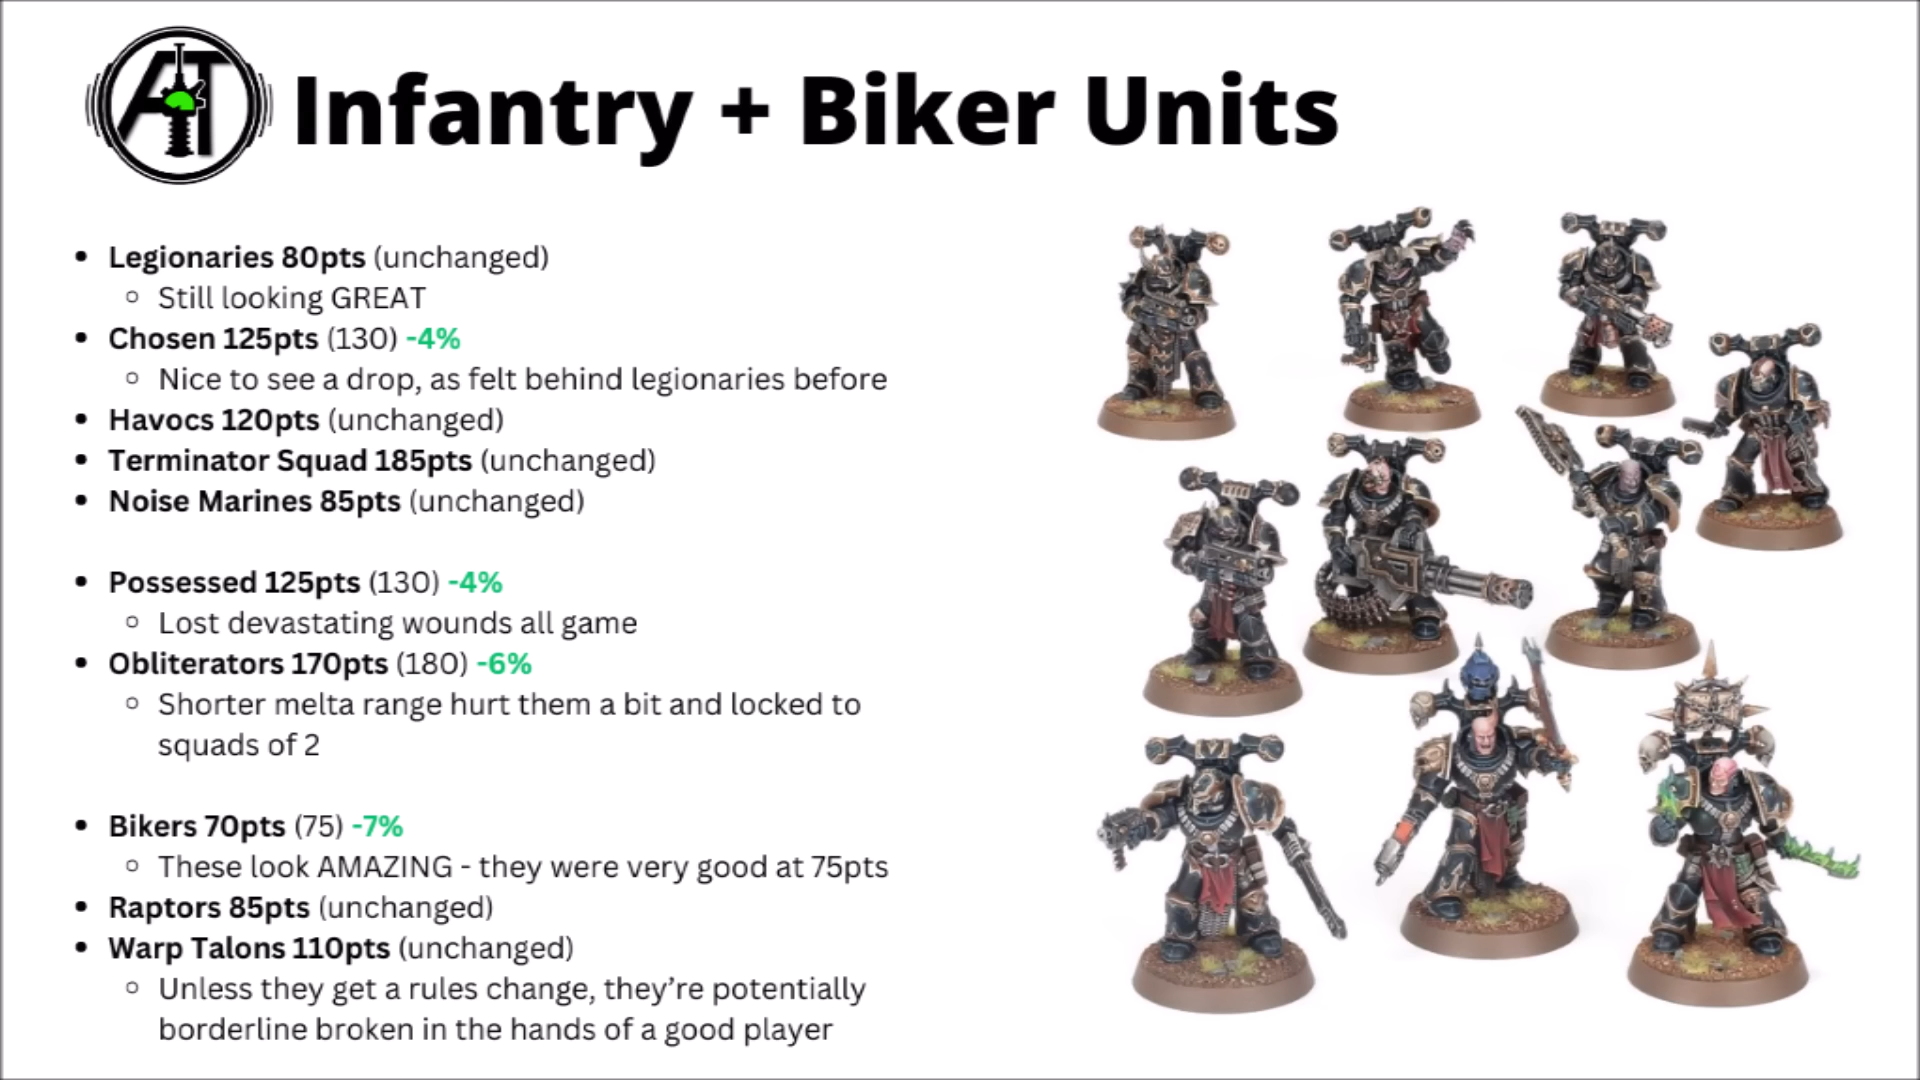 AT
Infantry + Biker Units
• Legionaries 80pts (unchanged)
◦ Still looking GREAT
• Chosen 125pts (130) -4%
◦ Nice to see a drop, as felt behind legionaries before
• Havocs 120pts (unchanged)
• Terminator Squad 185pts (unchanged)
• Noise Marines 85pts (unchanged)
• Possessed 125pts (130) -4%
◦ Lost devastating wounds all game
• Obliterators 170pts (180) -6%
◦ Shorter melta range hurt them a bit and locked to
squads of 2
• Bikers 70pts (75) -7%
◦ These look AMAZING - they were very good at 75pts
• Raptors 85pts (unchanged)
• Warp Talons 110pts (unchanged)
◦ Unless they get a rules change, they’re potentially
borderline broken in the hands of a good player